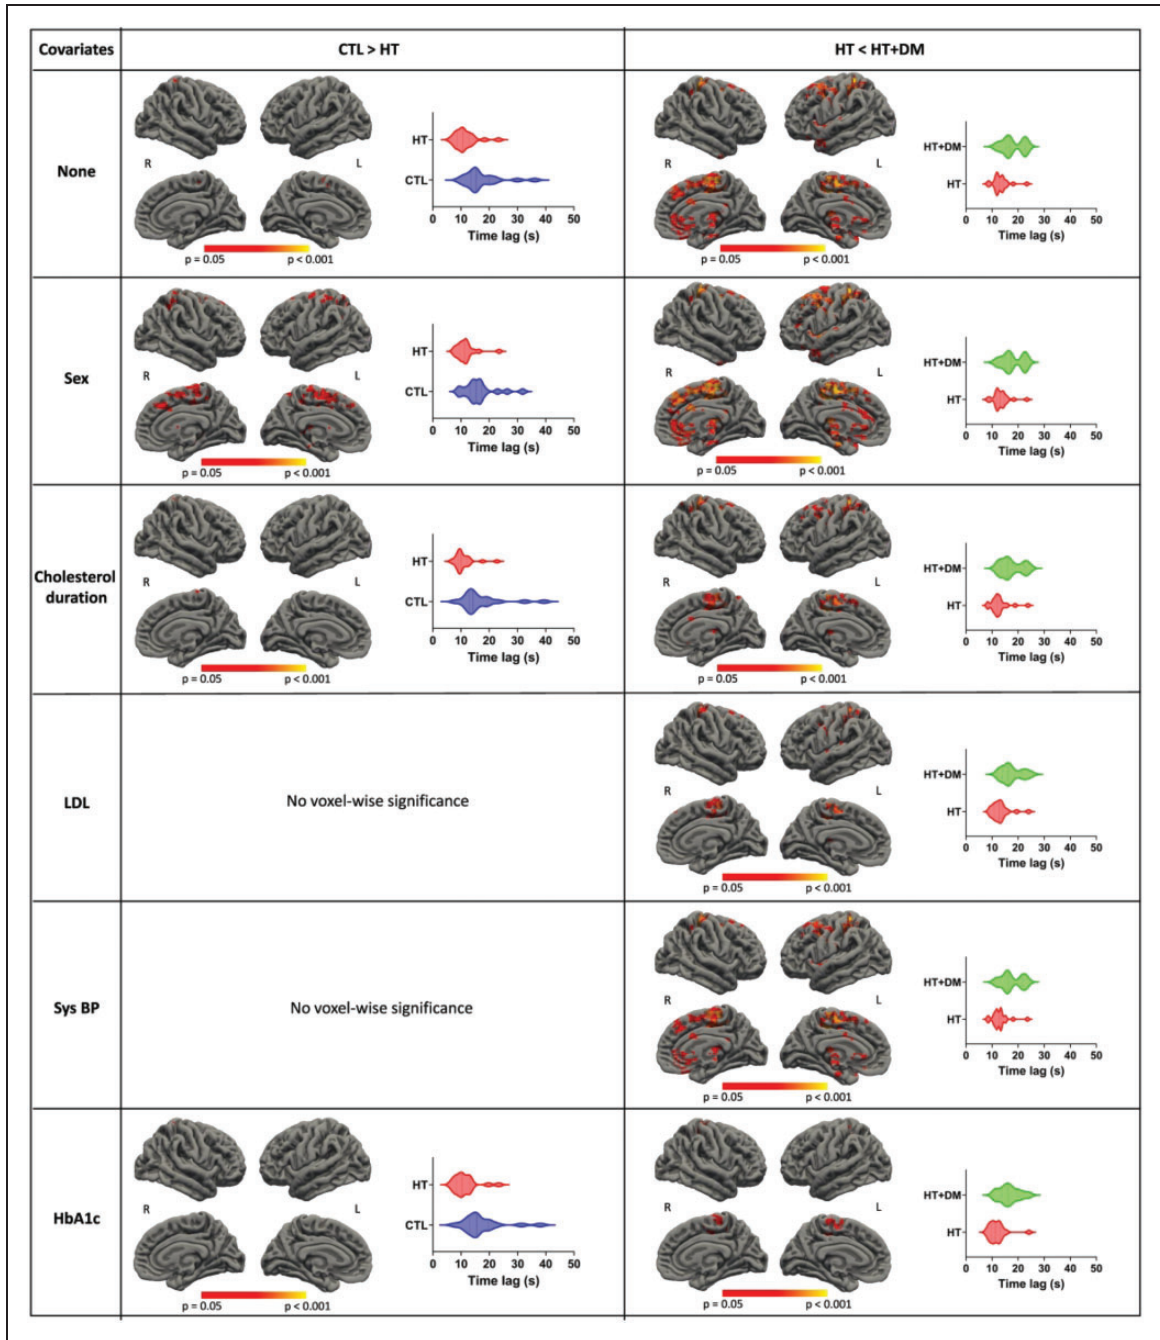 Covariates CTL > HT HT < HT+DM
None
R L
p = 0.05 p < 0.001
HT
CTL
0 10 20 30 40 50
Time lag (s)
R L
p = 0.05 p < 0.001
HT+DM
HT
0 10 20 30 40 50
Time lag (s)
Sex
R L
p = 0.05 p < 0.001
HT
CTL
0 10 20 30 40 50
Time lag (s)
R L
p = 0.05 p < 0.001
HT+DM
HT
0 10 20 30 40 50
Time lag (s)
Cholesterol
duration
R L
p = 0.05 p < 0.001
HT
CTL
0 10 20 30 40 50
Time lag (s)
R L
p = 0.05 p < 0.001
HT+DM
HT
0 10 20 30 40 50
Time lag (s)
LDL
No voxel-wise significance
R L
p = 0.05 p < 0.001
HT+DM
HT
0 10 20 30 40 50
Time lag (s)
Sys BP
No voxel-wise significance
R L
p = 0.05 p < 0.001
HT+DM
HT
0 10 20 30 40 50
Time lag (s)
HbA1c
R L
p = 0.05 p < 0.001
HT
CTL
0 10 20 30 40 50
Time lag (s)
R L
p = 0.05 p < 0.001
HT+DM
HT
0 10 20 30 40 50
Time lag (s)